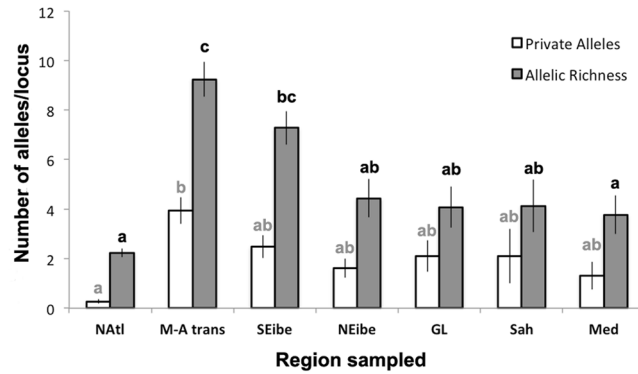 Number of alleles/locus
12
10
8
6
4
2
0
Private Alleles
Allelic Richness
a
a
b
c
ab
bc
ab
ab
ab
ab
ab
ab
ab
a
NAtl
M-A trans
SEibe
NEibe
GL
Sah
Med
Region sampled